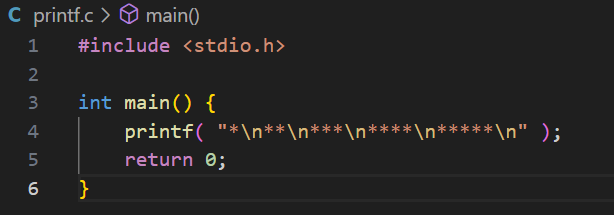 printf.c > main()
1 #include <stdio.h>
2
3 int main() {
4 printf( "*\n**\n***\n****\n*****\n" );
5 return 0;
6 }